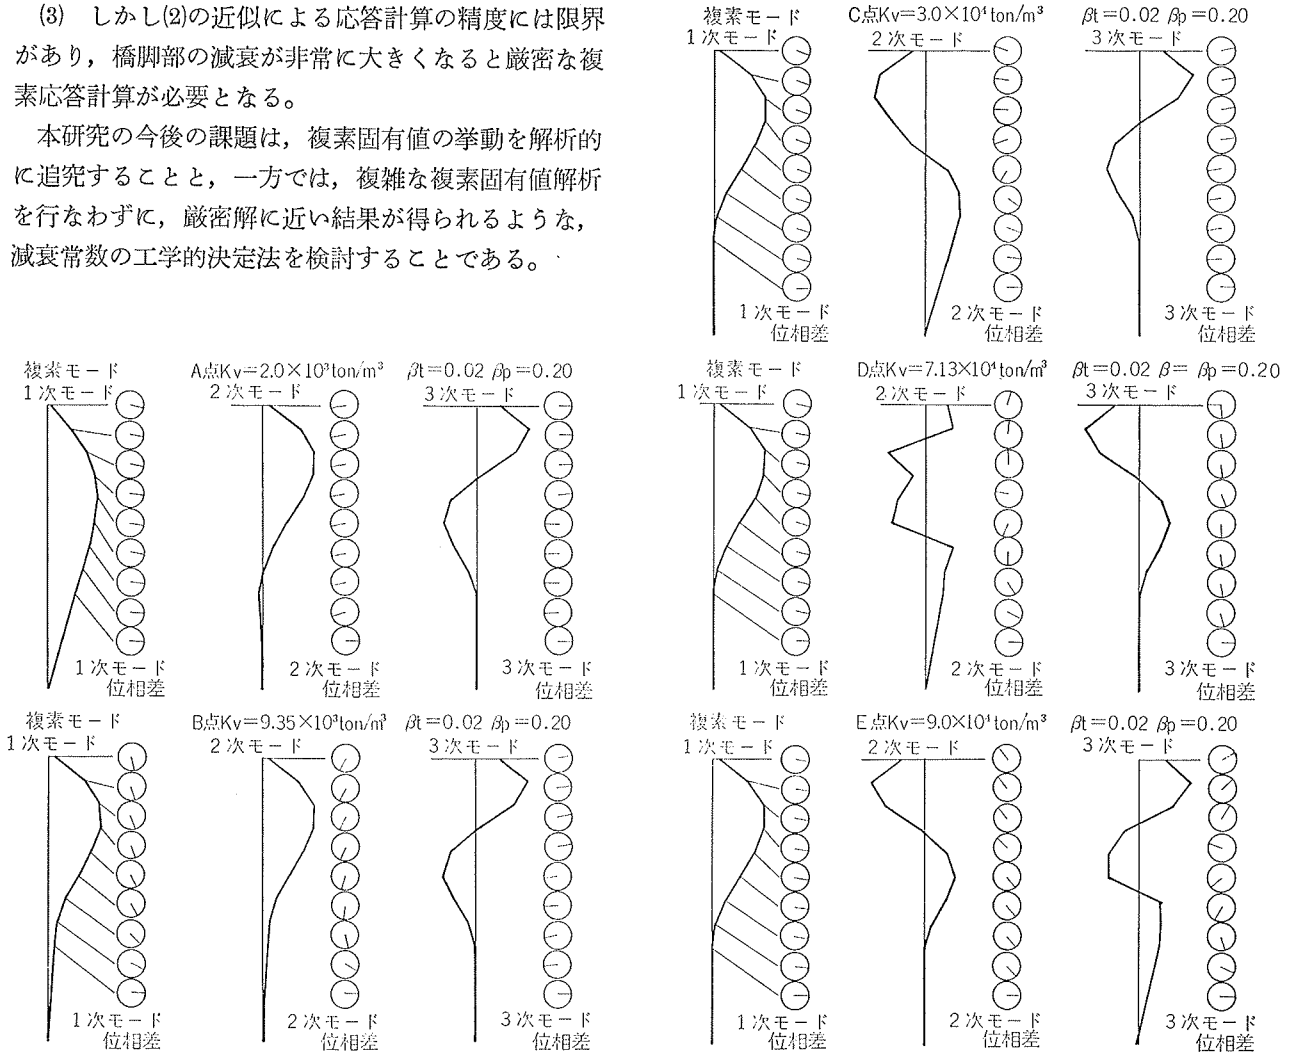 (3) しかし(2)の近似による応答計算の精度には限界
があり，橋脚部の減衰が非常に大きくなると厳密な複
素応答計算が必要となる。
本研究の今後の課題は，複素固有値の挙動を解析的
に追究することと，一方では，複雑な複素固有値解析
を行なわずに，厳密解に近い結果が得られるような，
減衰常数の工学的決定法を検討することである。
複素モード A点Kv=2.0×10³ton/m³ βt=0.02 βp=0.20
1次モード 2次モード 3次モード
1次モード 2次モード 3次モード
位相差 位相差 位相差
複素モード B点Kv=9.35×10³ton/m³ βt=0.02 βp=0.20
1次モード 2次モード 3次モード
1次モード 2次モード 3次モード
位相差 位相差 位相差
複素モード C点Kv=3.0×10⁴ton/m³ βt=0.02 βp=0.20
1次モード 2次モード 3次モード
1次モード 2次モード 3次モード
位相差 位相差 位相差
複素モード D点Kv=7.13×10⁴ton/m³ βt=0.02 β= βp=0.20
1次モード 2次モード 3次モード
1次モード 2次モード 3次モード
位相差 位相差 位相差
複素モード E点Kv=9.0×10⁴ton/m³ βt=0.02 βp=0.20
1次モード 2次モード 3次モード
1次モード 2次モード 3次モード
位相差 位相差 位相差